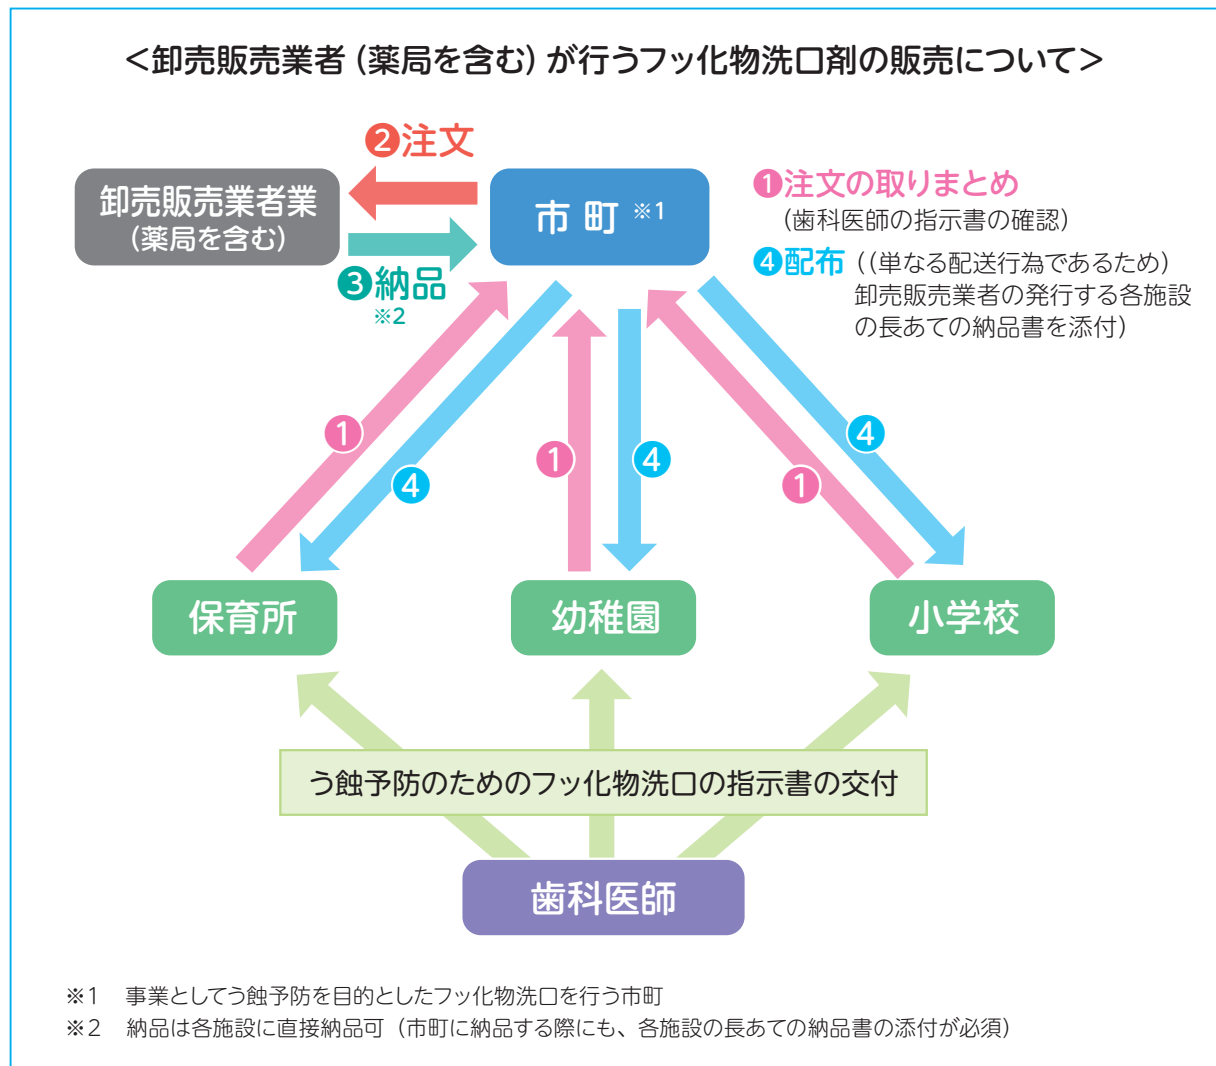 ＜卸売販売業者（薬局を含む）が行うフッ化物洗口剤の販売について＞
❷注文
卸売販売業者業
（薬局を含む）
市 町 ※1
❸納品
※2
❶注文の取りまとめ
（歯科医師の指示書の確認）
❹配布（（単なる配送行為であるため）
卸売販売業者の発行する各施設
の長あての納品書を添付）
❶
❹
❶
❹
❶
❹
保育所
幼稚園
小学校
う蝕予防のためのフッ化物洗口の指示書の交付
歯科医師
※1 事業としてう蝕予防を目的としたフッ化物洗口を行う市町
※2 納品は各施設に直接納品可（市町に納品する際にも、各施設の長あての納品書の添付が必須）